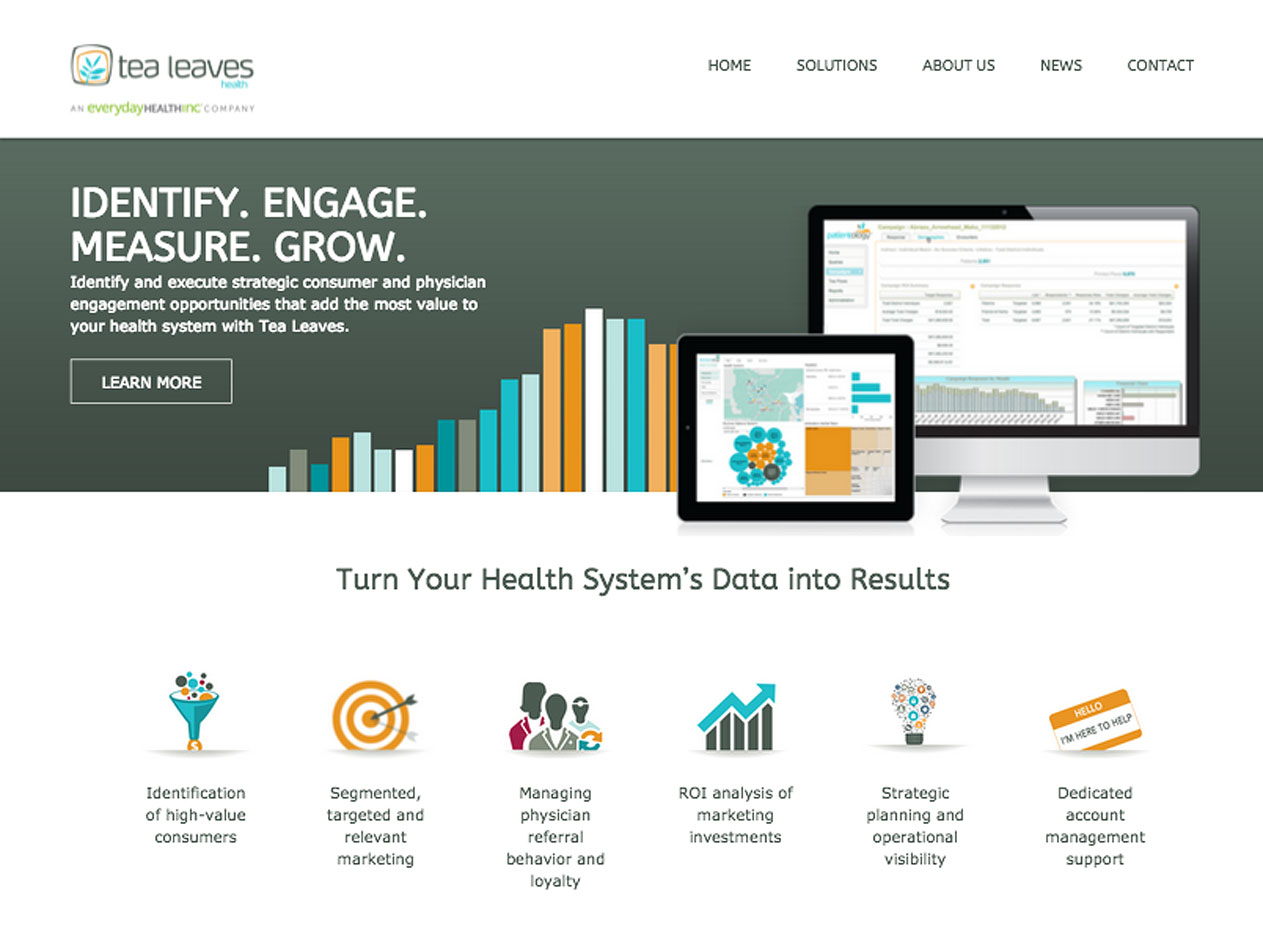 tea leaves
health
AN everydayHEALTHinc COMPANY
HOME SOLUTIONS ABOUT US NEWS CONTACT
IDENTIFY. ENGAGE.
MEASURE. GROW.
Identify and execute strategic consumer and physician
engagement opportunities that add the most value to
your health system with Tea Leaves.
LEARN MORE
Turn Your Health System’s Data into Results
HELLO
I'M HERE TO HELP
Identification
of high-value
consumers
Segmented,
targeted and
relevant
marketing
Managing
physician
referral
behavior and
loyalty
ROI analysis of
marketing
investments
Strategic
planning and
operational
visibility
Dedicated
account
management
support